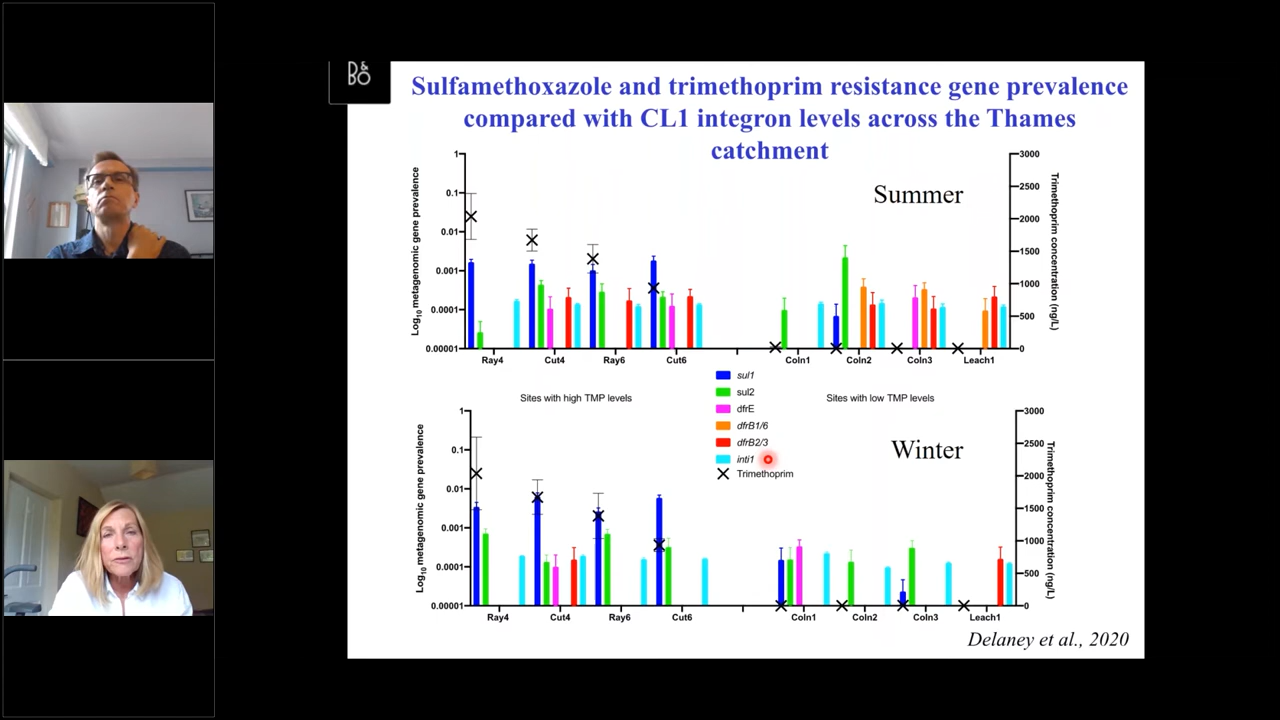 D&
BO
Sulfamethoxazole and trimethoprim resistance gene prevalence
compared with CL1 integron levels across the Thames
catchment
Summer
Log10 metagenomic gene prevalence
1
0.1
0.01
0.001
0.0001
0.00001
3000
2500
2000
1500
1000
500
0
Trimethoprim concentration (ng/L)
Ray4 Cut4 Ray6 Cut6 Coln1 Coln2 Coln3 Leach1
sul1
sul2
dfrE
dfrB1/6
dfrB2/3
inti1
Trimethoprim
Sites with high TMP levels
Sites with low TMP levels
Winter
Log10 metagenomic gene prevalence
1
0.1
0.01
0.001
0.0001
0.00001
3000
2500
2000
1500
1000
500
0
Trimethoprim concentration (ng/L)
Ray4 Cut4 Ray6 Cut6 Coln1 Coln2 Coln3 Leach1
Delaney et al., 2020